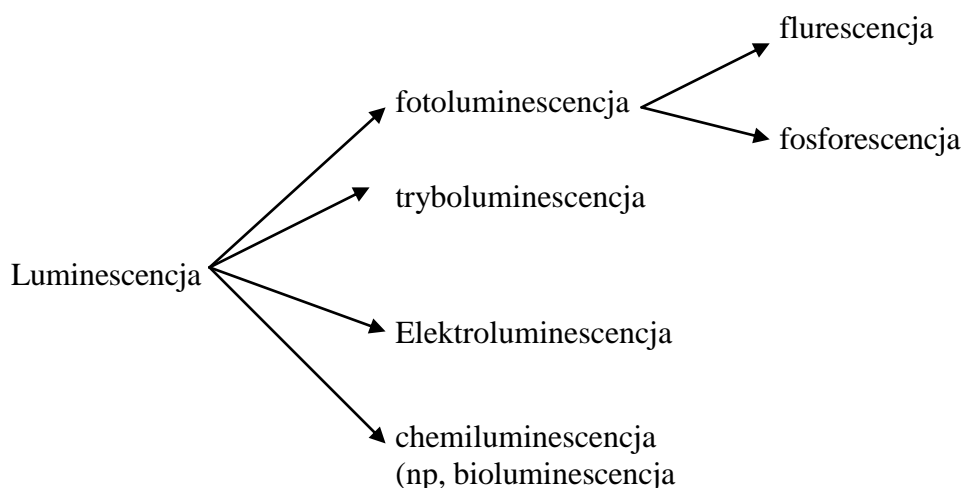 flurescencja
fotoluminescencja
fosforescencja
tryboluminescencja
Luminescencja
Elektroluminescencja
chemiluminescencja
(np, bioluminescencja